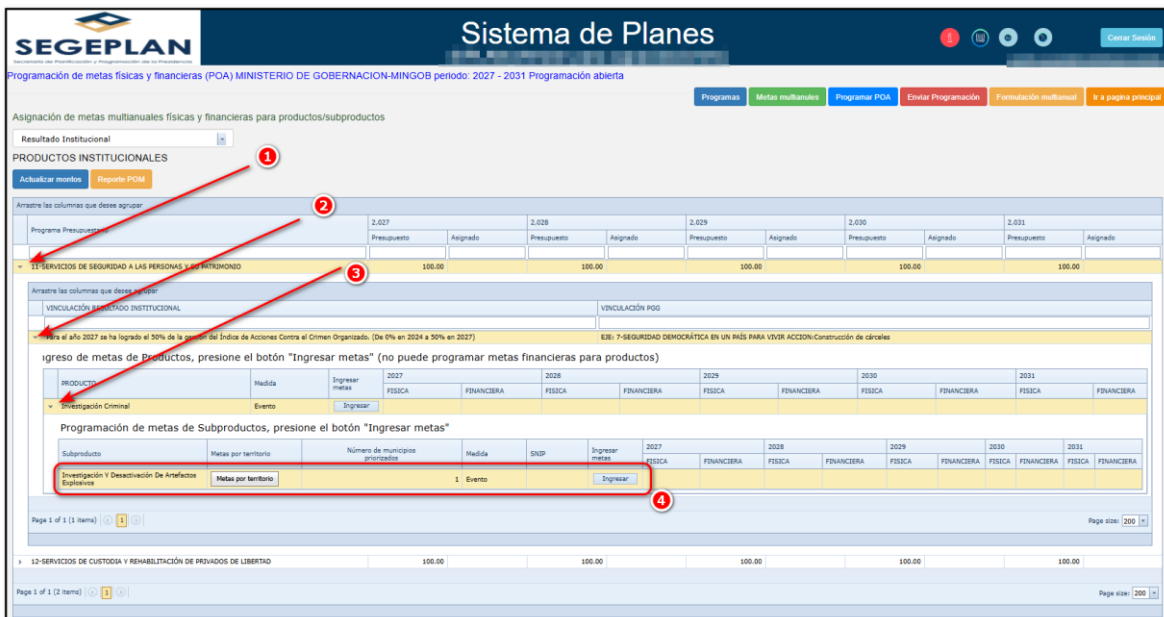 SEGEPLAN
Secretaría de Planificación y Programación de la Presidencia
Sistema de Planes
Cerrar Sesión
Programación de metas físicas y financieras (POA) MINISTERIO DE GOBERNACION-MINGOB periodo: 2027 - 2031 Programación abierta
Programas Metas multianules Programar POA Enviar Programación Formulación multianual Ir a pagina principal
Asignación de metas multianuales físicas y financieras para productos/subproductos
Resultado Institucional
PRODUCTOS INSTITUCIONALES
1
Actualizar montos Reporte POM
Arrastre las columnas que desee agrupar
2
Programa Presupuestario 2.027 2.028 2.029 2.030 2.031
Presupuesto Asignado Presupuesto Asignado Presupuesto Asignado Presupuesto Asignado Presupuesto Asignado
11-SERVICIOS DE SEGURIDAD A LAS PERSONAS Y SU PATRIMONIO 100.00 100.00 100.00 100.00 100.00
3
Arrastre las columnas que desee agrupar
VINCULACIÓN RESULTADO INSTITUCIONAL VINCULACIÓN PGG
Para el año 2027 se ha logrado el 50% de la gestión del Índice de Acciones Contra el Crimen Organizado. (De 0% en 2024 a 50% en 2027) EJE: 7-SEGURIDAD DEMOCRÁTICA EN UN PAÍS PARA VIVIR ACCION:Construcción de cárceles
greso de metas de Productos, presione el botón "Ingresar metas" (no puede programar metas financieras para productos)
PRODUCTO Medida Ingresar metas 2027 2028 2029 2030 2031
FISICA FINANCIERA FISICA FINANCIERA FISICA FINANCIERA FISICA FINANCIERA FISICA FINANCIERA
Investigación Criminal Evento Ingresar
Programación de metas de Subproductos, presione el botón "Ingresar metas"
Subproducto Metas por territorio Número de municipios priorizados Medida SNIP Ingresar metas 2027 2028 2029 2030 2031
FISICA FINANCIERA FISICA FINANCIERA FISICA FINANCIERA FISICA FINANCIERA FISICA FINANCIERA
Investigación Y Desactivación De Artefactos Explosivos Metas por territorio 1 Evento Ingresar
4
Page 1 of 1 (1 items) 1 Page size: 200
12-SERVICIOS DE CUSTODIA Y REHABILITACIÓN DE PRIVADOS DE LIBERTAD 100.00 100.00 100.00 100.00 100.00
Page 1 of 1 (2 items) 1 Page size: 200